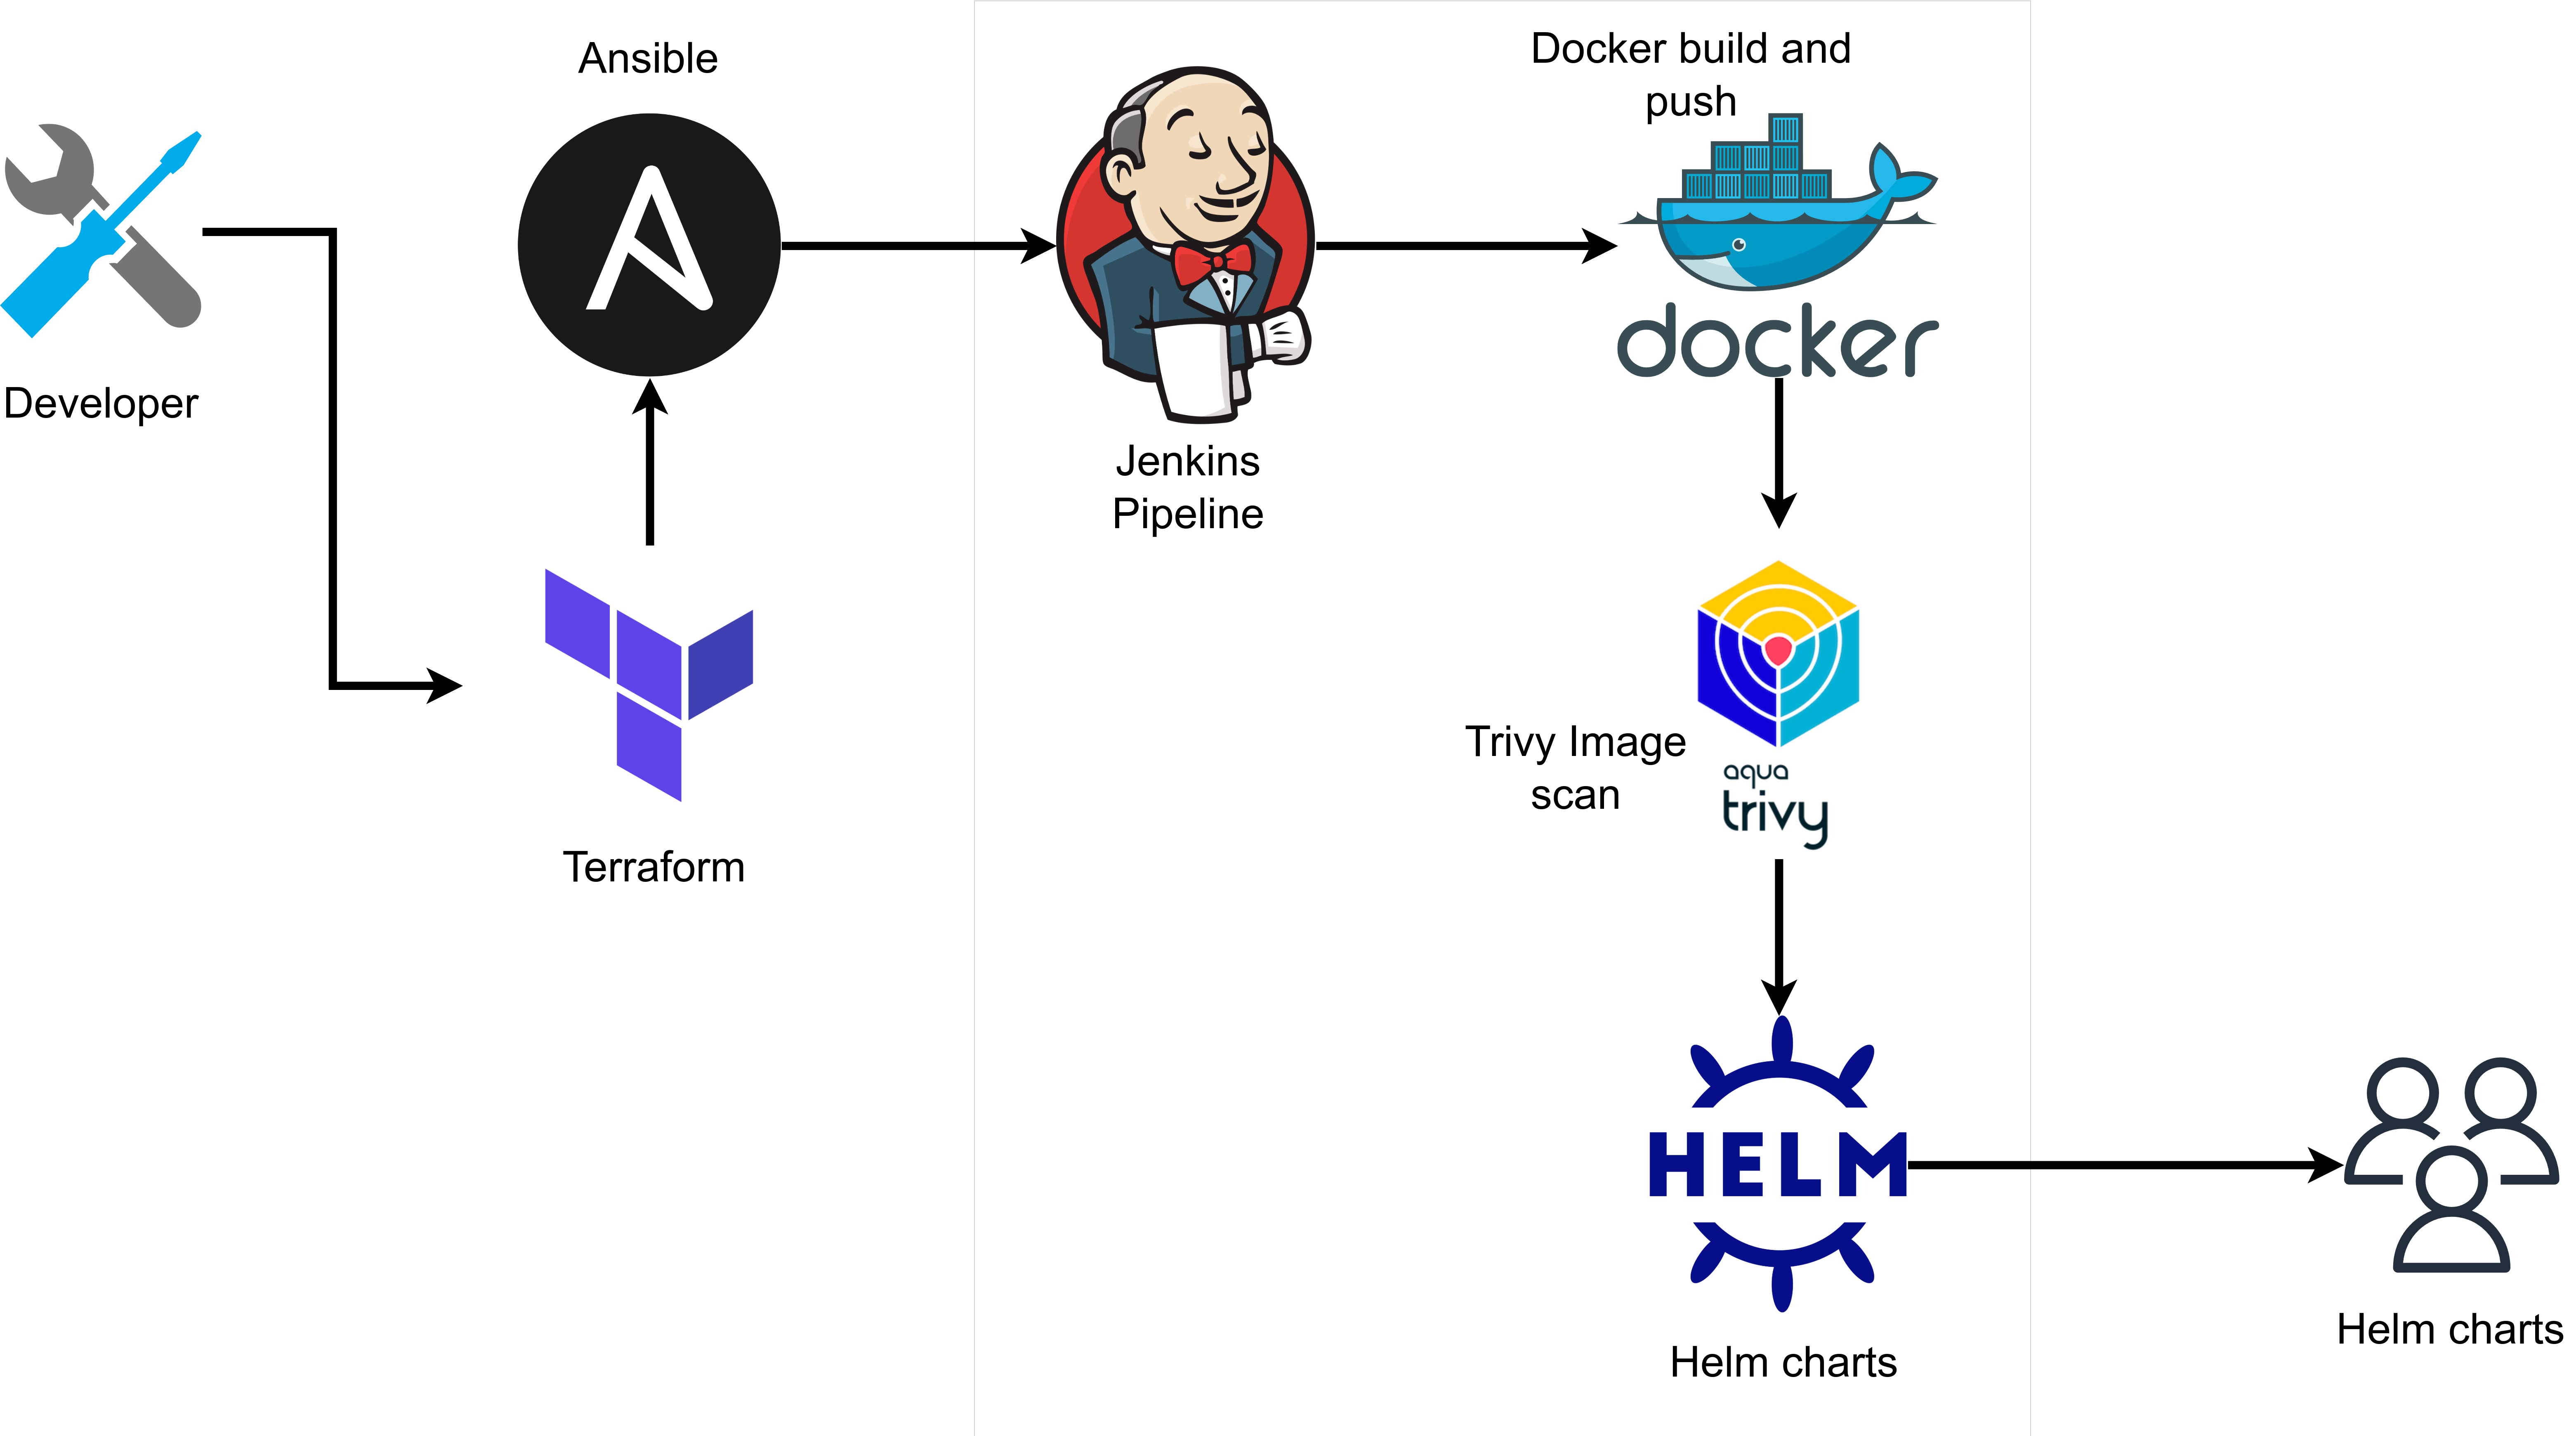 Ansible
Docker build and
push
docker
Developer
Jenkins
Pipeline
Trivy Image
scan
aqua
trivy
Terraform
HELM
Helm charts
Helm charts